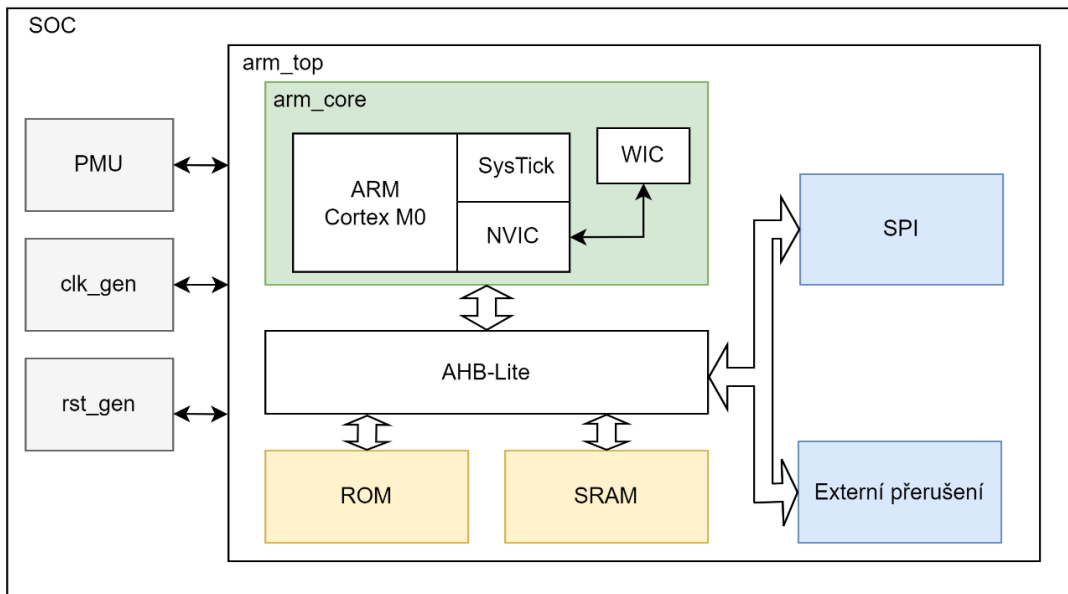 SOC
arm_top
arm_core
PMU
ARM
Cortex M0
SysTick
NVIC
WIC
SPI
clk_gen
AHB-Lite
rst_gen
ROM
SRAM
Externí přerušení